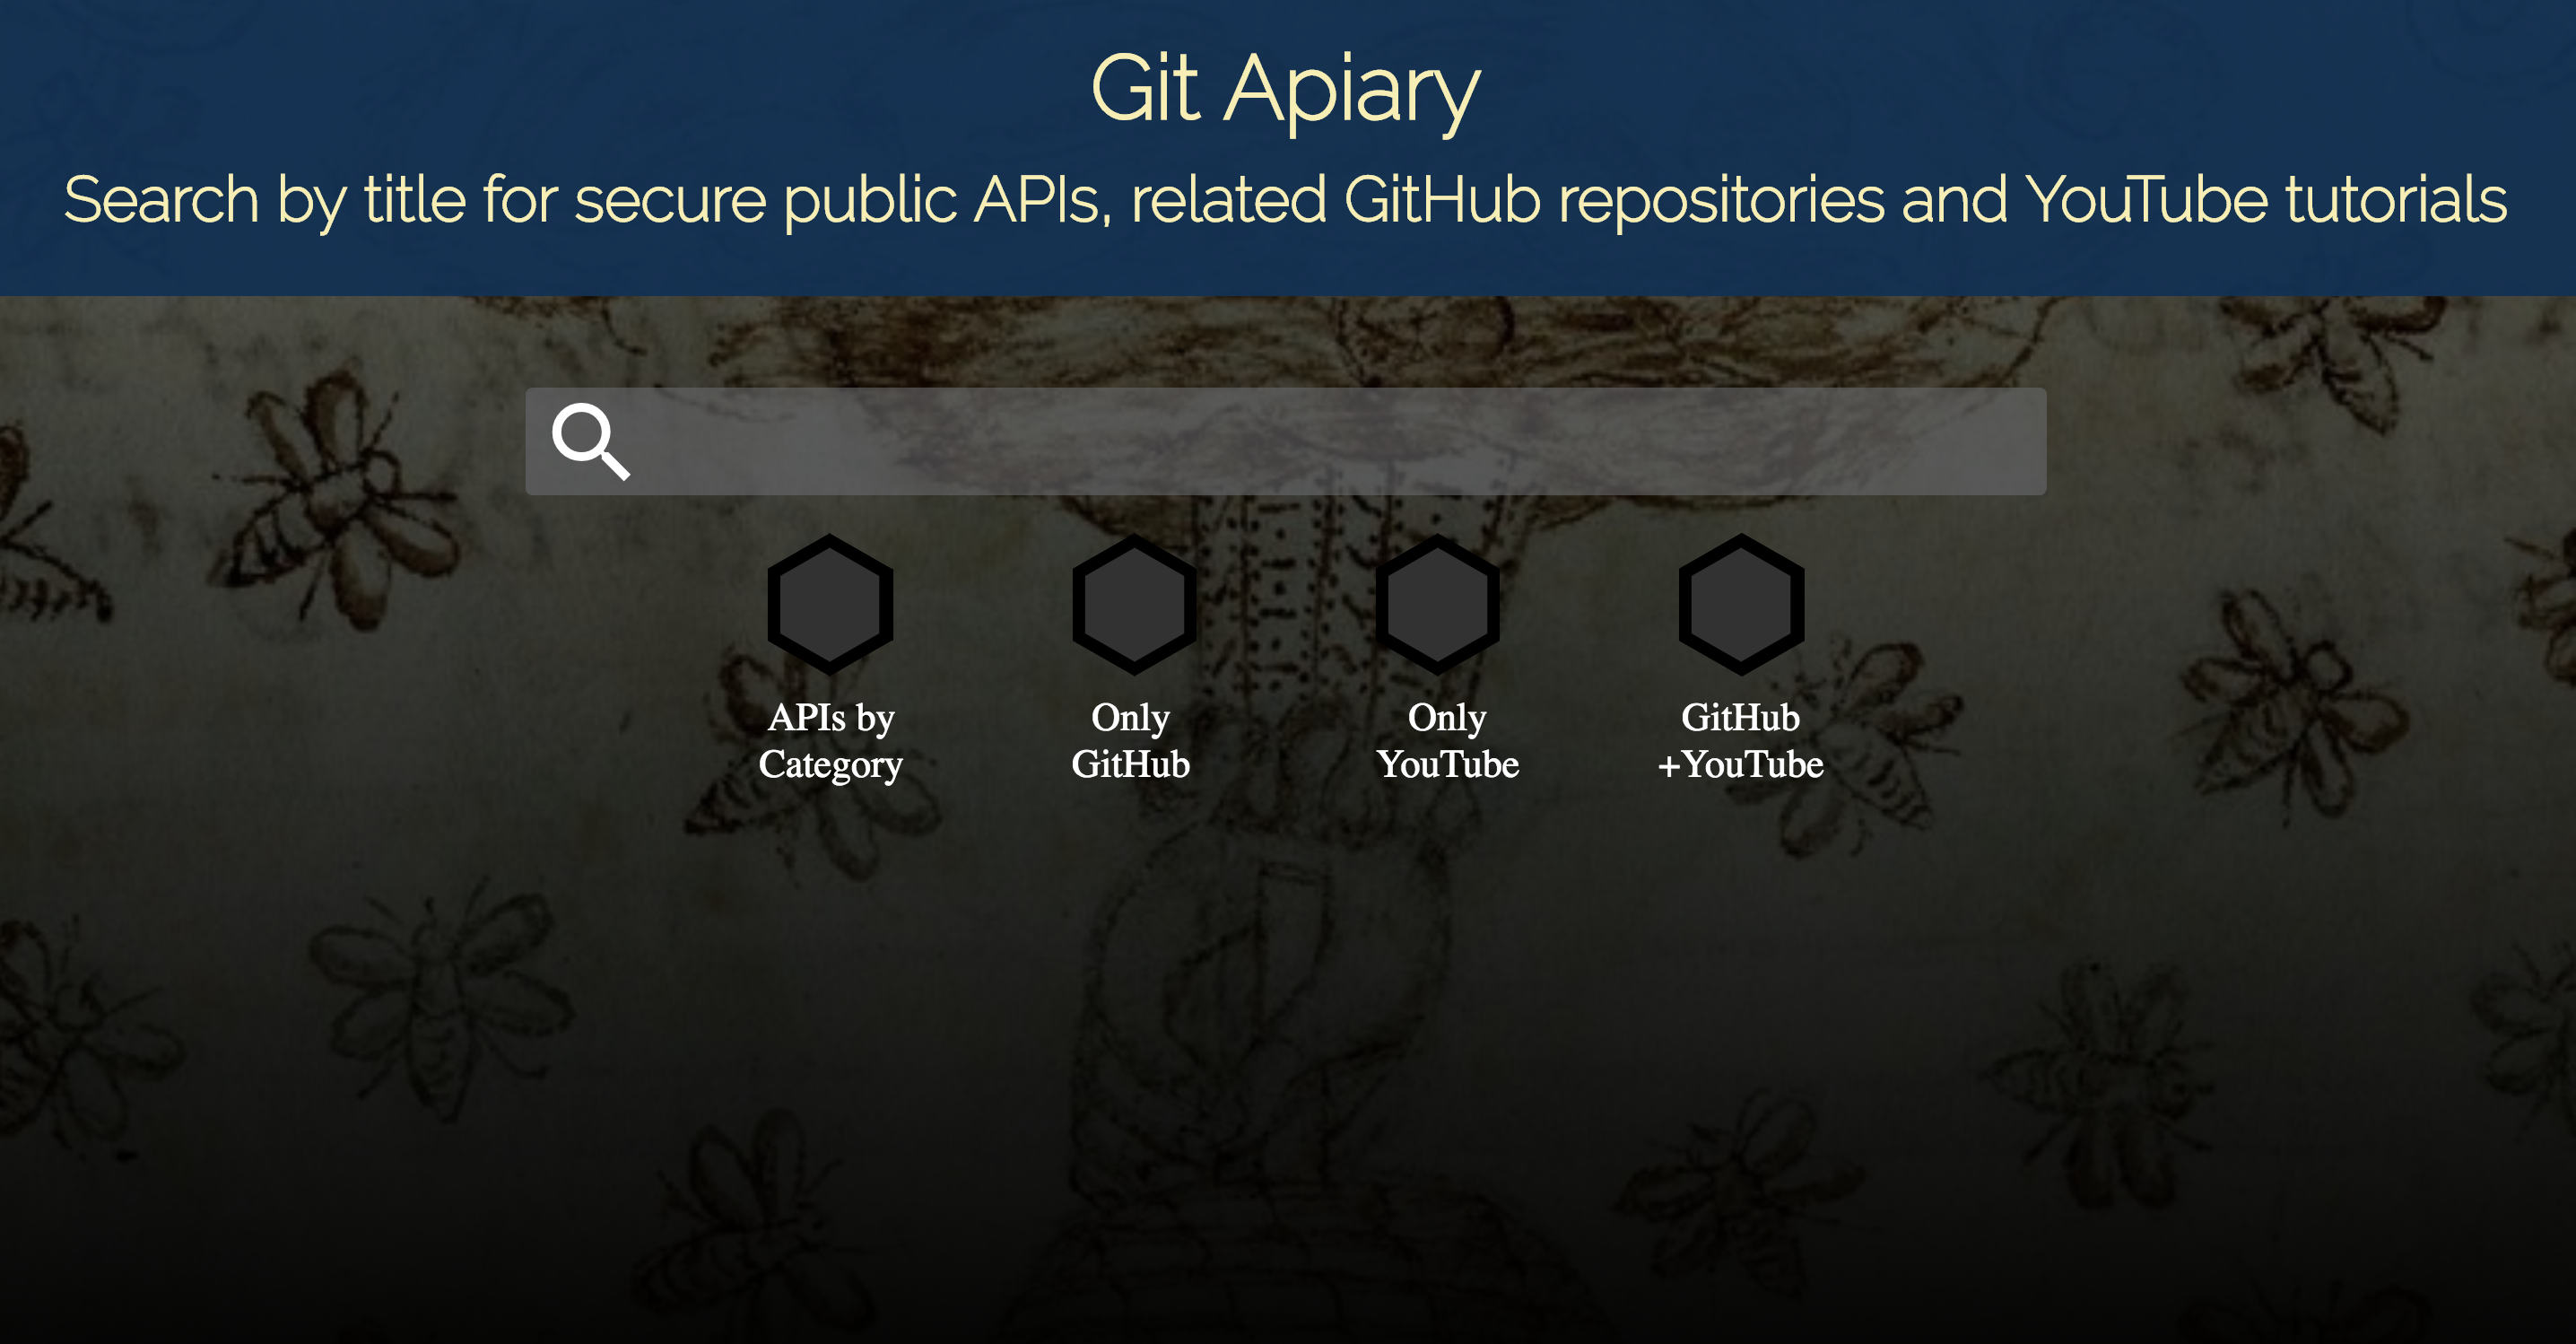 Git Apiary
Search by title for secure public APIs, related GitHub repositories and YouTube tutorials
APIs by
Category
Only
GitHub
Only
YouTube
GitHub
+YouTube